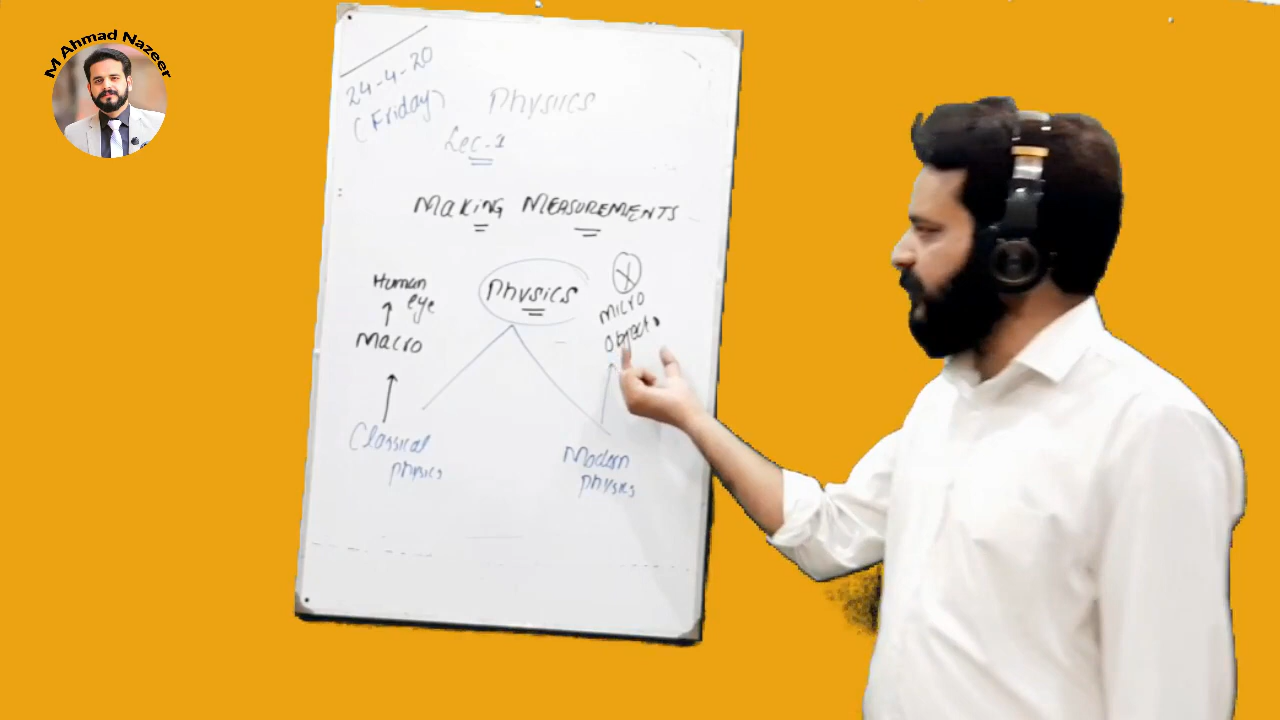 M Ahmad Nazeer
24-4-20
(Friday)
Physics
Lec-1
MAKING MEASUREMENTS
Human
eye
Macro
Physics
X
Micro
objects
Classical
physics
Modern
physics